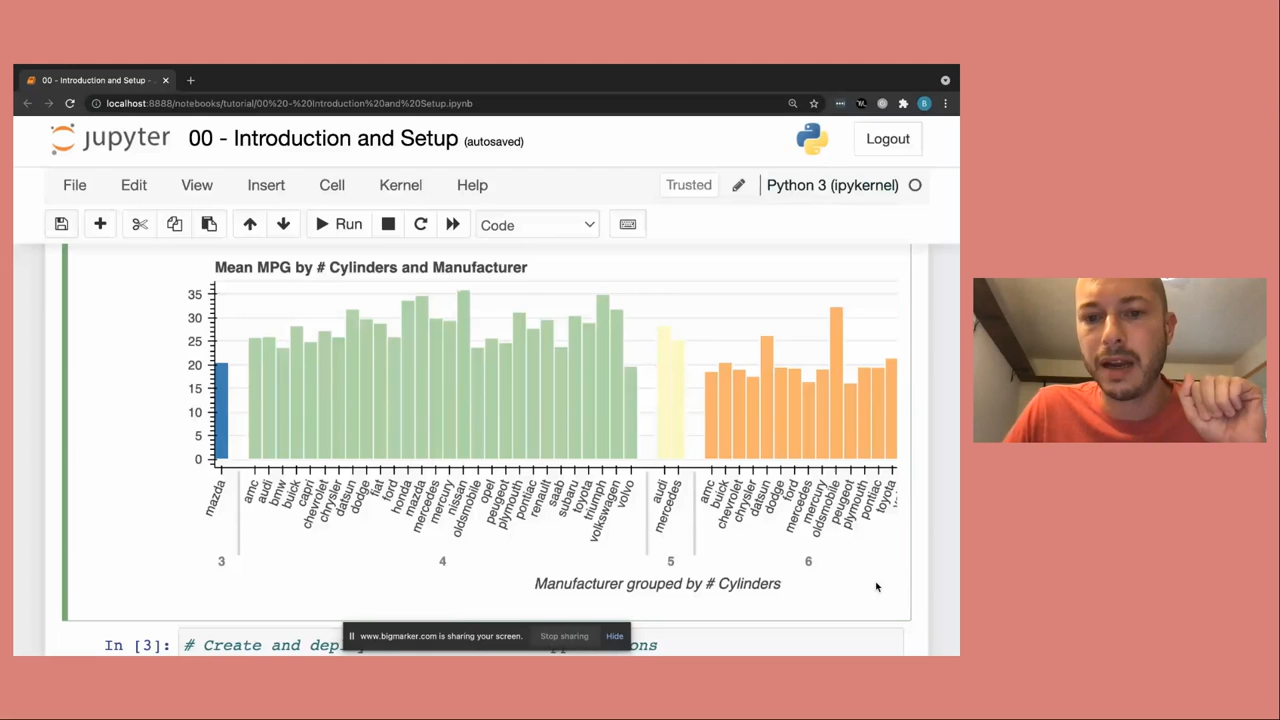 00 - Introduction and Setup -
localhost:8888/notebooks/tutorial/00%20-%20Introduction%20and%20Setup.ipynb
B
jupyter 00 - Introduction and Setup (autosaved)
Logout
File Edit View Insert Cell Kernel Help
Trusted Python 3 (ipykernel)
Run Code
Mean MPG by # Cylinders and Manufacturer
35
30
25
20
15
10
5
0
mazda
amc
audi
bmw
buick
capri
chevrolet
chrysler
datsun
dodge
fiat
ford
honda
mazda
mercedes
mercury
nissan
oldsmobile
opel
peugeot
plymouth
pontiac
renault
saab
subaru
toyota
triumph
volkswagen
volvo
audi
mercedes
amc
buick
chevrolet
chrysler
datsun
dodge
ford
mercedes
mercury
oldsmobile
peugeot
plymouth
pontiac
toyota
3 4 5 6
Manufacturer grouped by # Cylinders
www.bigmarker.com is sharing your screen. Stop sharing Hide
In [3]: # Create and